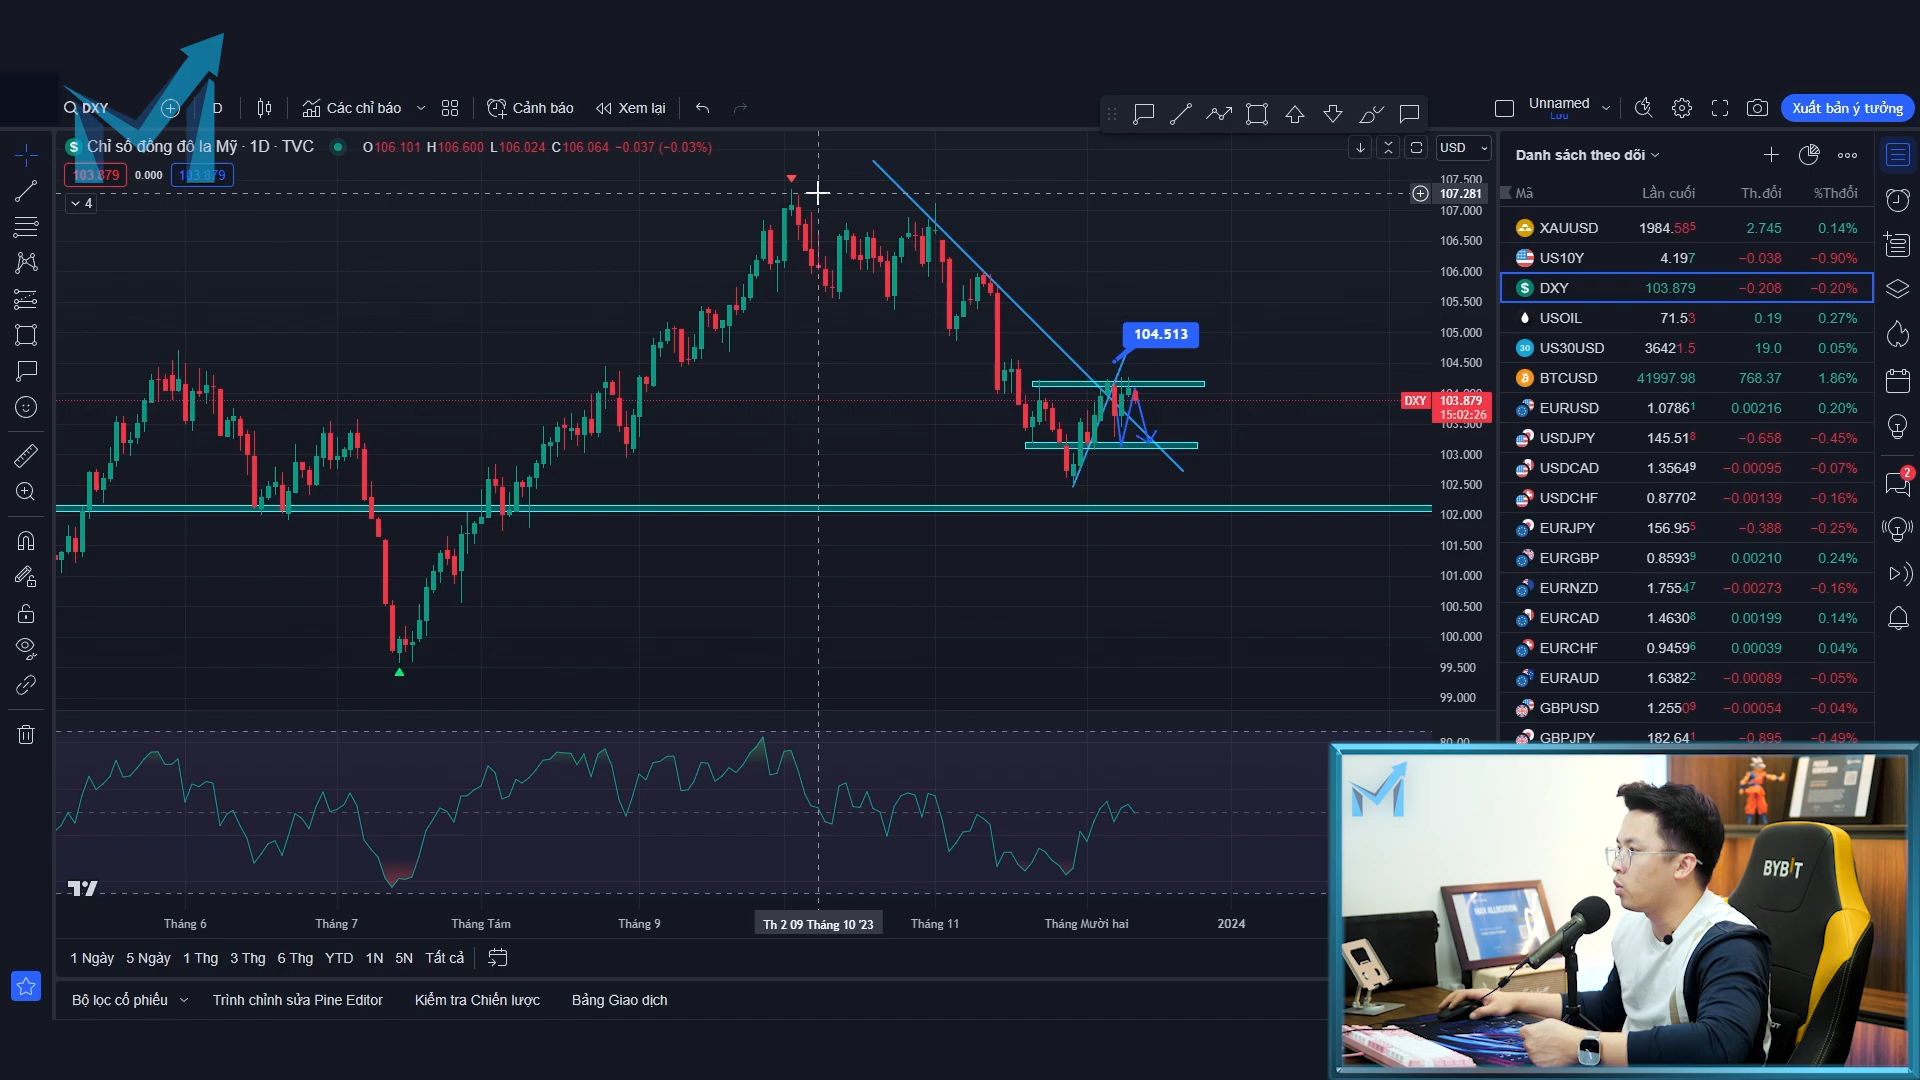 DXY
D
Các chỉ báo
Cảnh báo
Xem lại
Unnamed
Lưu
Xuất bản ý tưởng
Chỉ số đồng đô la Mỹ · 1D · TVC
O106.101 H106.600 L106.024 C106.064 −0.037 (−0.03%)
103.879 0.000 103.879
4
USD
107.500
107.281
107.000
106.500
106.000
105.500
105.000
104.500
DXY 103.879
15:02:26
103.000
102.500
102.000
101.500
101.000
100.500
100.000
99.500
99.000
80.00
104.513
Tháng 6
Tháng 7
Tháng Tám
Tháng 9
Th 2 09 Tháng 10 '23
Tháng 11
Tháng Mười hai
2024
1 Ngày 5 Ngày 1 Thg 3 Thg 6 Thg YTD 1N 5N Tất cả
Bộ lọc cổ phiếu
Trình chỉnh sửa Pine Editor
Kiểm tra Chiến lược
Bảng Giao dịch
Danh sách theo dõi
Mã Lần cuối Th.đổi %Thđổi
XAUUSD 1984.585 2.745 0.14%
US10Y 4.197 −0.038 −0.90%
DXY 103.879 −0.208 −0.20%
USOIL 71.53 0.19 0.27%
30 US30USD 36421.5 19.0 0.05%
BTCUSD 41997.98 768.37 1.86%
EURUSD 1.07861 0.00216 0.20%
USDJPY 145.518 −0.658 −0.45%
USDCAD 1.35649 −0.00095 −0.07%
USDCHF 0.87702 −0.00139 −0.16%
EURJPY 156.955 −0.388 −0.25%
EURGBP 0.85939 0.00210 0.24%
EURNZD 1.75547 −0.00273 −0.16%
EURCAD 1.46308 0.00199 0.14%
EURCHF 0.94596 0.00039 0.04%
EURAUD 1.63822 −0.00089 −0.05%
GBPUSD 1.25509 −0.00054 −0.04%
GBPJPY 182.641 −0.895 −0.49%
2
BYBIT
MAX ALLOCATION